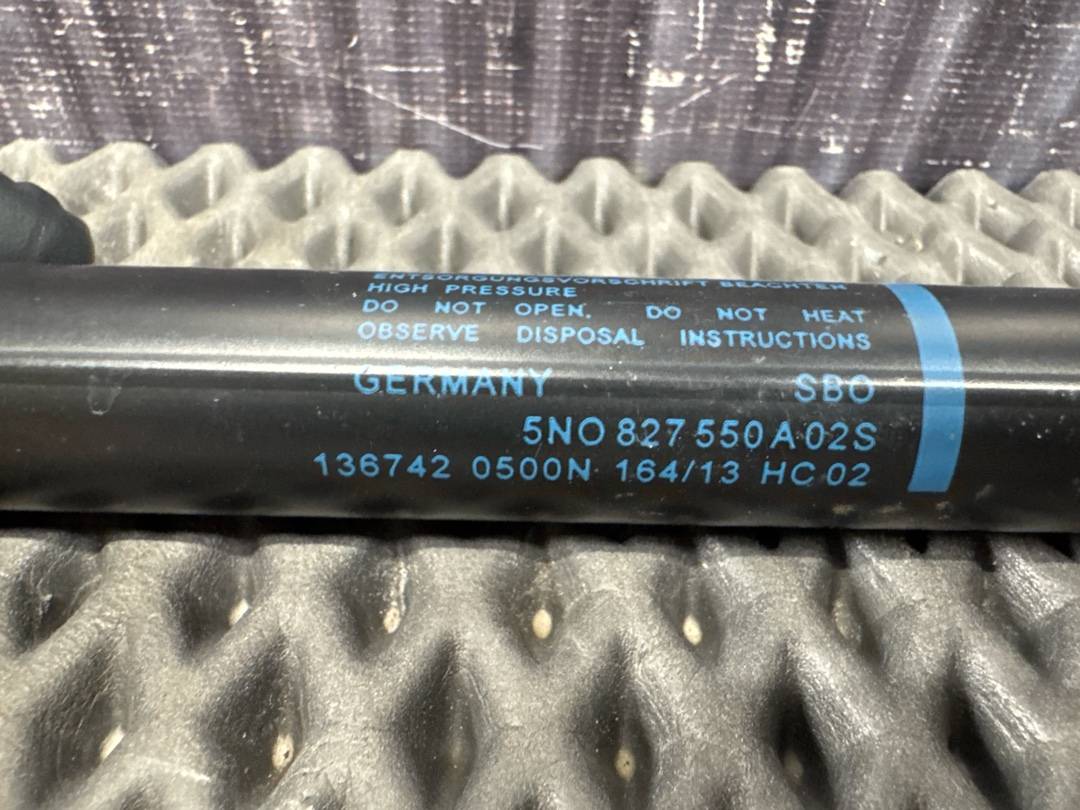 ENTSORGUNGSVORSCHRIFT BEACHTEN
HIGH PRESSURE
DO NOT OPEN. DO NOT HEAT
OBSERVE DISPOSAL INSTRUCTIONS
GERMANY SBO
5N0 827 550 A 02S
136742 0500N 164/13 HC 02